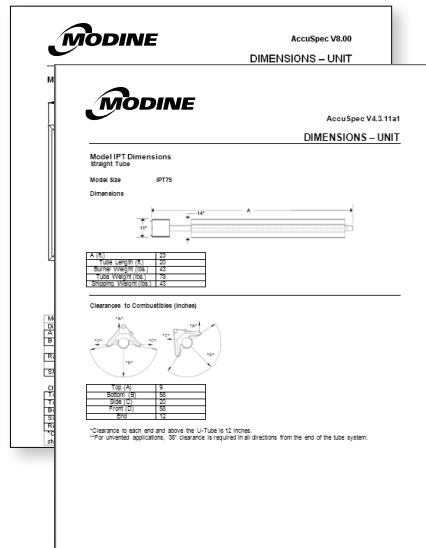 MODINE
AccuSpec V8.00
DIMENSIONS – UNIT
MODINE
AccuSpec V4.3.11a1
DIMENSIONS – UNIT
Model IPT Dimensions
Straight Tube
Model Size IPT75
Dimensions
A
14"
11"
A (ft.) 23
Tube Length (ft.) 20
Burner Weight (lbs.) 43
Tube Weight (lbs.) 78
Shipping Weight (lbs.) 43
Clearances to Combustibles (inches)
"A" "A"
"C" "C" "C"
"B" "D"
Top (A) 9
Bottom (B) 58
Side (C) 20
Front (D) 58
End 12
*Clearance to each end and above the U-Tube is 12 inches.
**For unvented applications, 36" clearance is required in all directions from the end of the tube system.